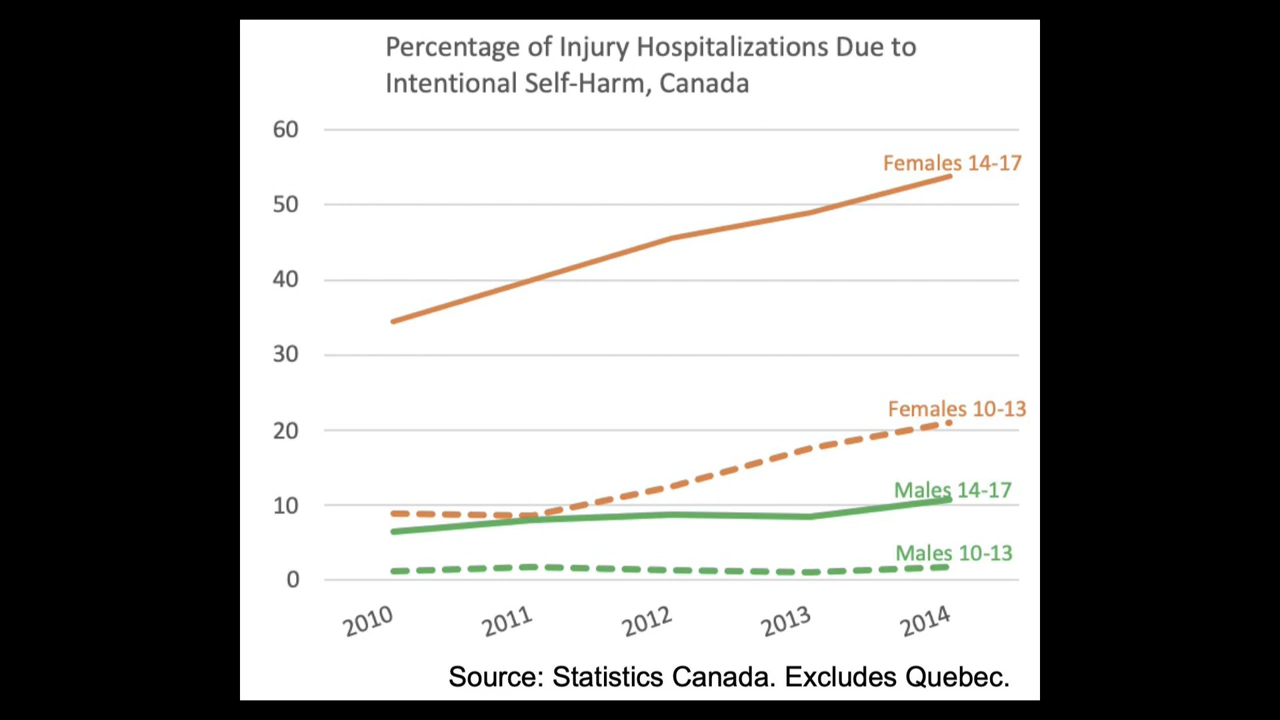 Percentage of Injury Hospitalizations Due to
Intentional Self-Harm, Canada
60
Females 14-17
50
40
30
Females 10-13
20
Males 14-17
10
Males 10-13
0
2010 2011 2012 2013 2014
Source: Statistics Canada. Excludes Quebec.